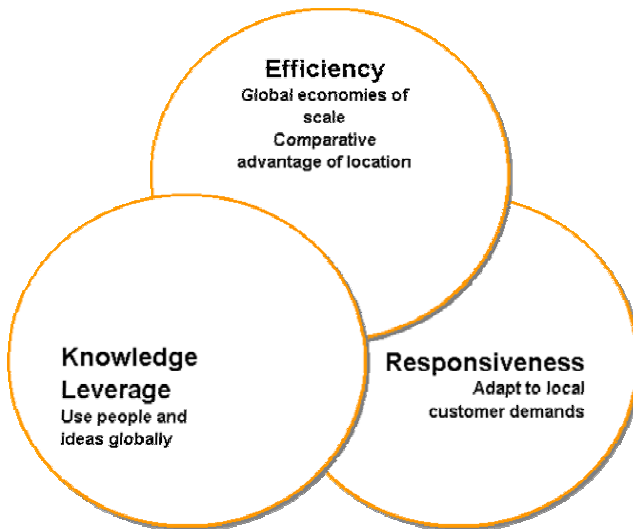 Efficiency
Global economies of
scale
Comparative
advantage of location
Knowledge
Leverage
Use people and
ideas globally
Responsiveness
Adapt to local
customer demands